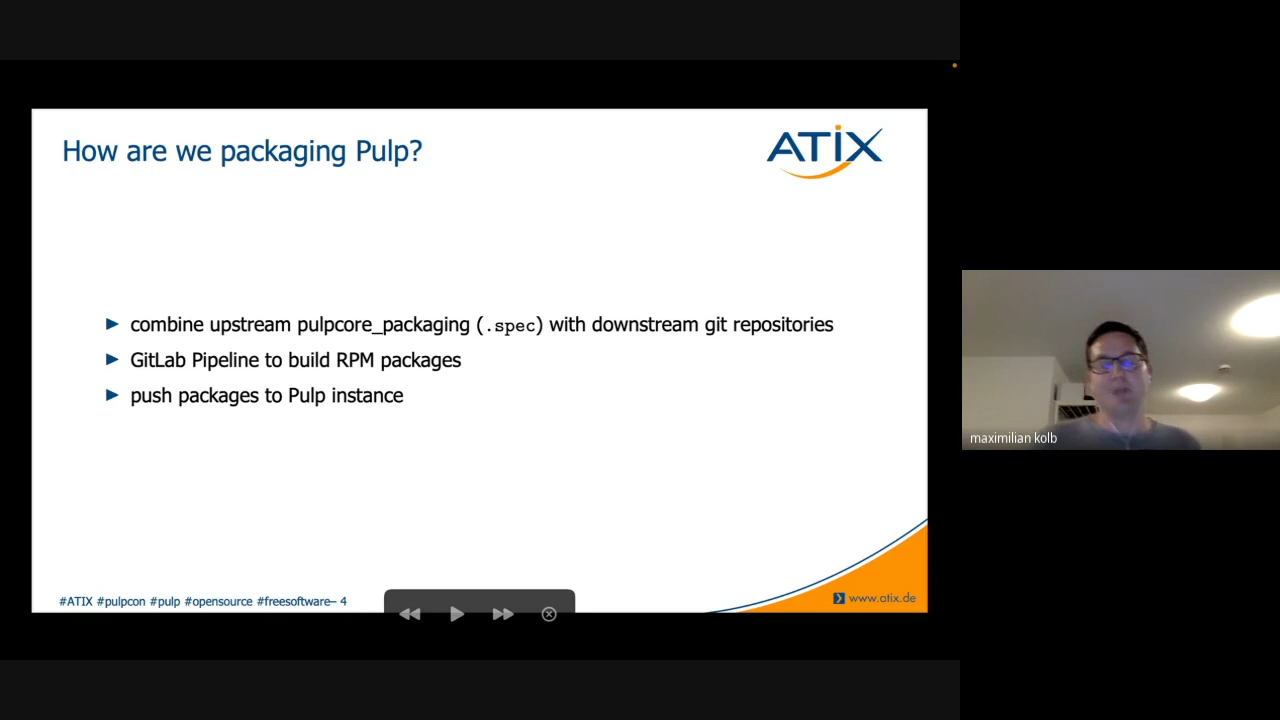 How are we packaging Pulp?
ATIX
combine upstream pulpcore_packaging (.spec) with downstream git repositories
GitLab Pipeline to build RPM packages
push packages to Pulp instance
maximilian kolb
#ATIX #pulpcon #pulp #opensource #freesoftware– 4
www.atix.de